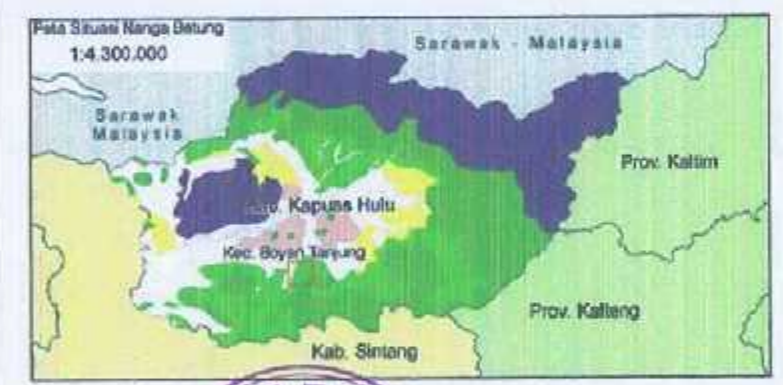 Peta Situasi Nanga Betung
1:4.300.000
Sarawak - Malaysia
Sarawak
Malaysia
Prov. Kaltim
Kapuas Hulu
Kec. Boyan Tanjung
Prov. Kalteng
Kab. Sintang